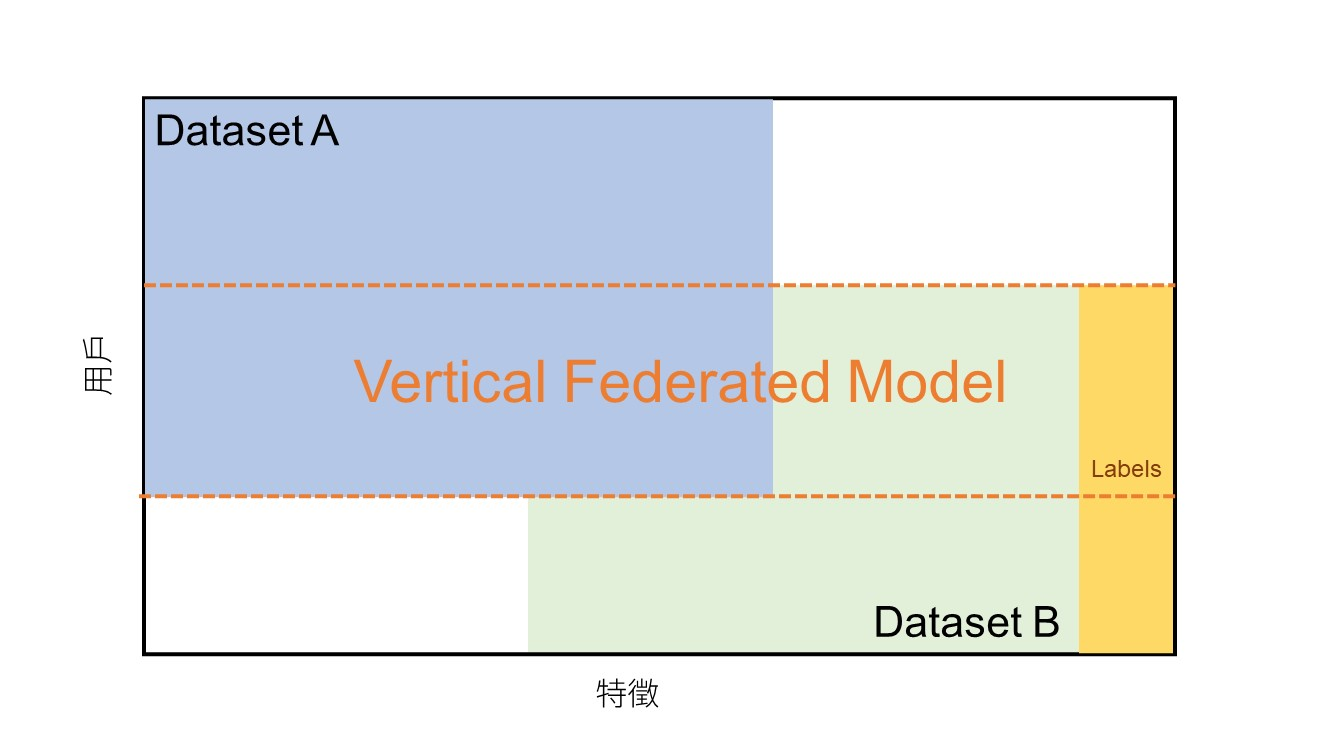 Dataset A
用戶
Vertical Federated Model
Labels
Dataset B
特徵